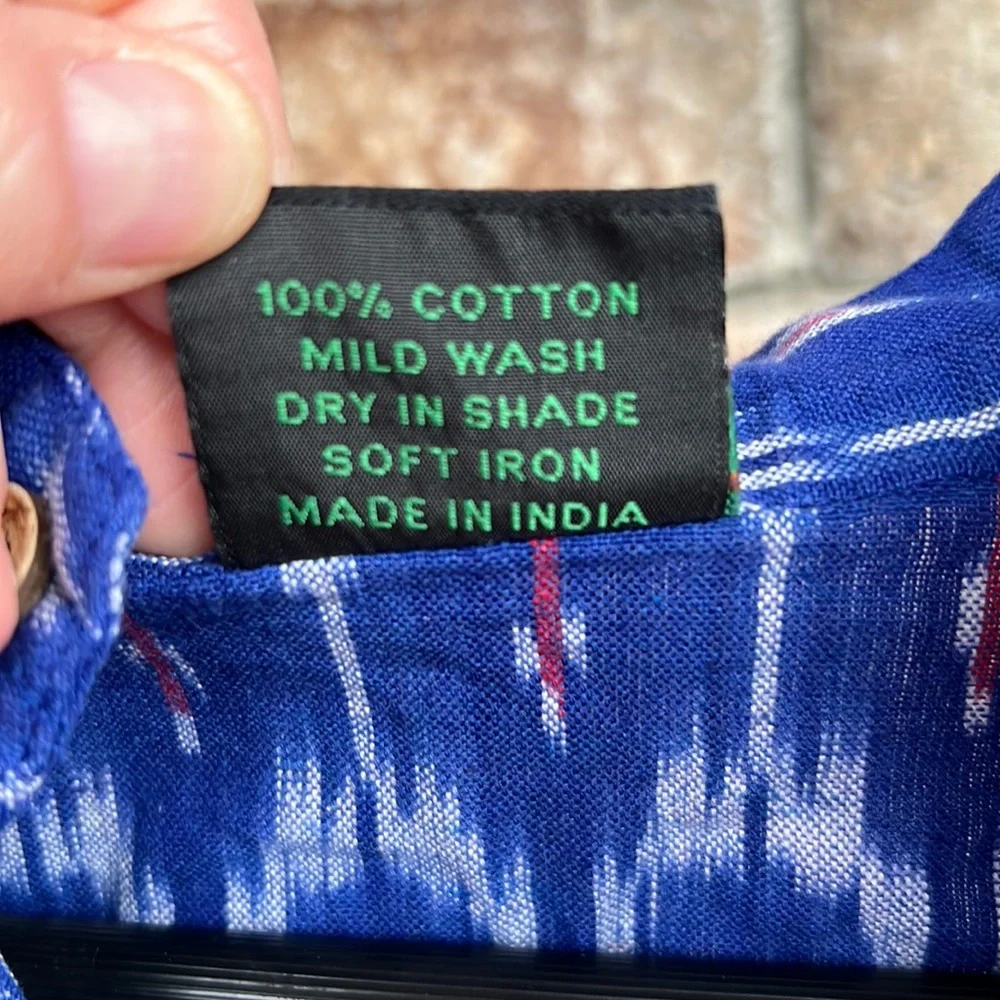 100% COTTON
MILD WASH
DRY IN SHADE
SOFT IRON
MADE IN INDIA